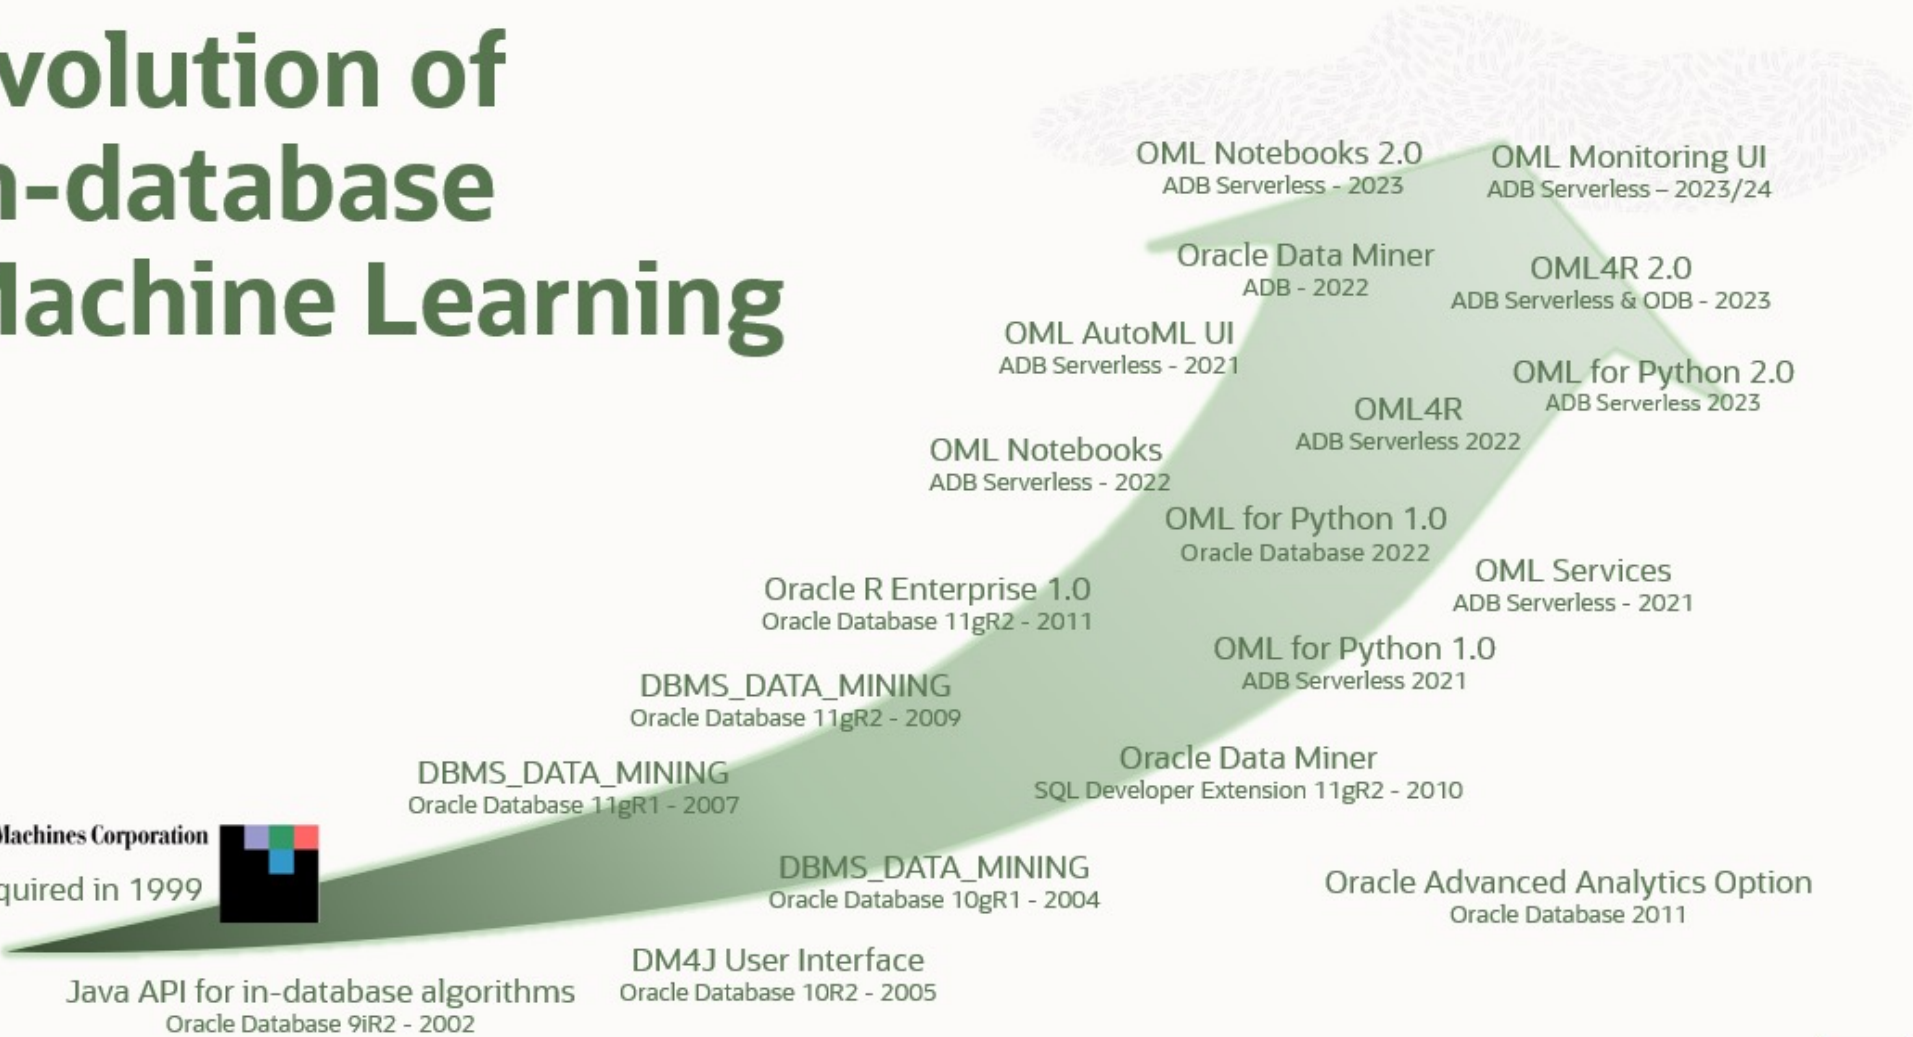 volution of
n-database
Machine Learning
OML Notebooks 2.0
ADB Serverless - 2023
OML Monitoring UI
ADB Serverless – 2023/24
Oracle Data Miner
ADB - 2022
OML4R 2.0
ADB Serverless & ODB - 2023
OML AutoML UI
ADB Serverless - 2021
OML for Python 2.0
ADB Serverless 2023
OML4R
ADB Serverless 2022
OML Notebooks
ADB Serverless - 2022
OML for Python 1.0
Oracle Database 2022
Oracle R Enterprise 1.0
Oracle Database 11gR2 - 2011
OML Services
ADB Serverless - 2021
OML for Python 1.0
ADB Serverless 2021
DBMS_DATA_MINING
Oracle Database 11gR2 - 2009
Oracle Data Miner
SQL Developer Extension 11gR2 - 2010
DBMS_DATA_MINING
Oracle Database 11gR1 - 2007
Machines Corporation
quired in 1999
DBMS_DATA_MINING
Oracle Database 10gR1 - 2004
Oracle Advanced Analytics Option
Oracle Database 2011
DM4J User Interface
Oracle Database 10R2 - 2005
Java API for in-database algorithms
Oracle Database 9iR2 - 2002